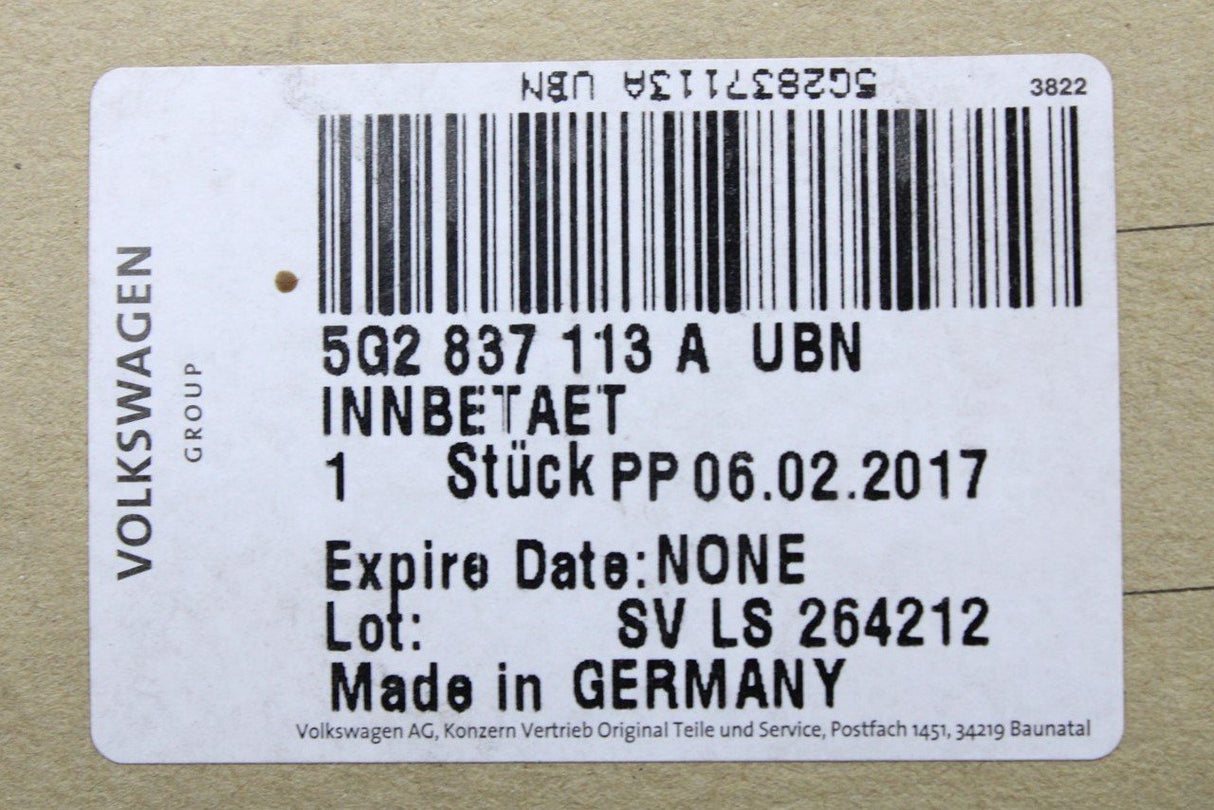 5G2837113A UBN
3822
VOLKSWAGEN
GROUP
5G2 837 113 A UBN
INNBETAET
1 Stück PP 06.02.2017
Expire Date: NONE
Lot: SV LS 264212
Made in GERMANY
Volkswagen AG, Konzern Vertrieb Original Teile und Service, Postfach 1451, 34219 Baunatal